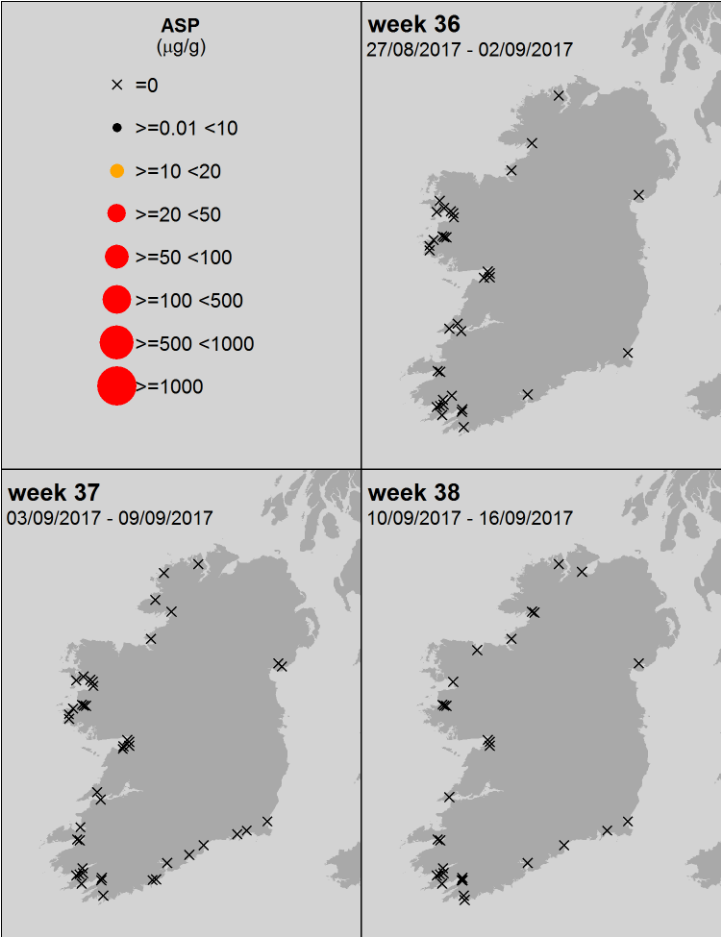 ASP
(µg/g)
=0
>=0.01 <10
>=10 <20
>=20 <50
>=50 <100
>=100 <500
>=500 <1000
>=1000
week 36
27/08/2017 - 02/09/2017
week 37
03/09/2017 - 09/09/2017
week 38
10/09/2017 - 16/09/2017